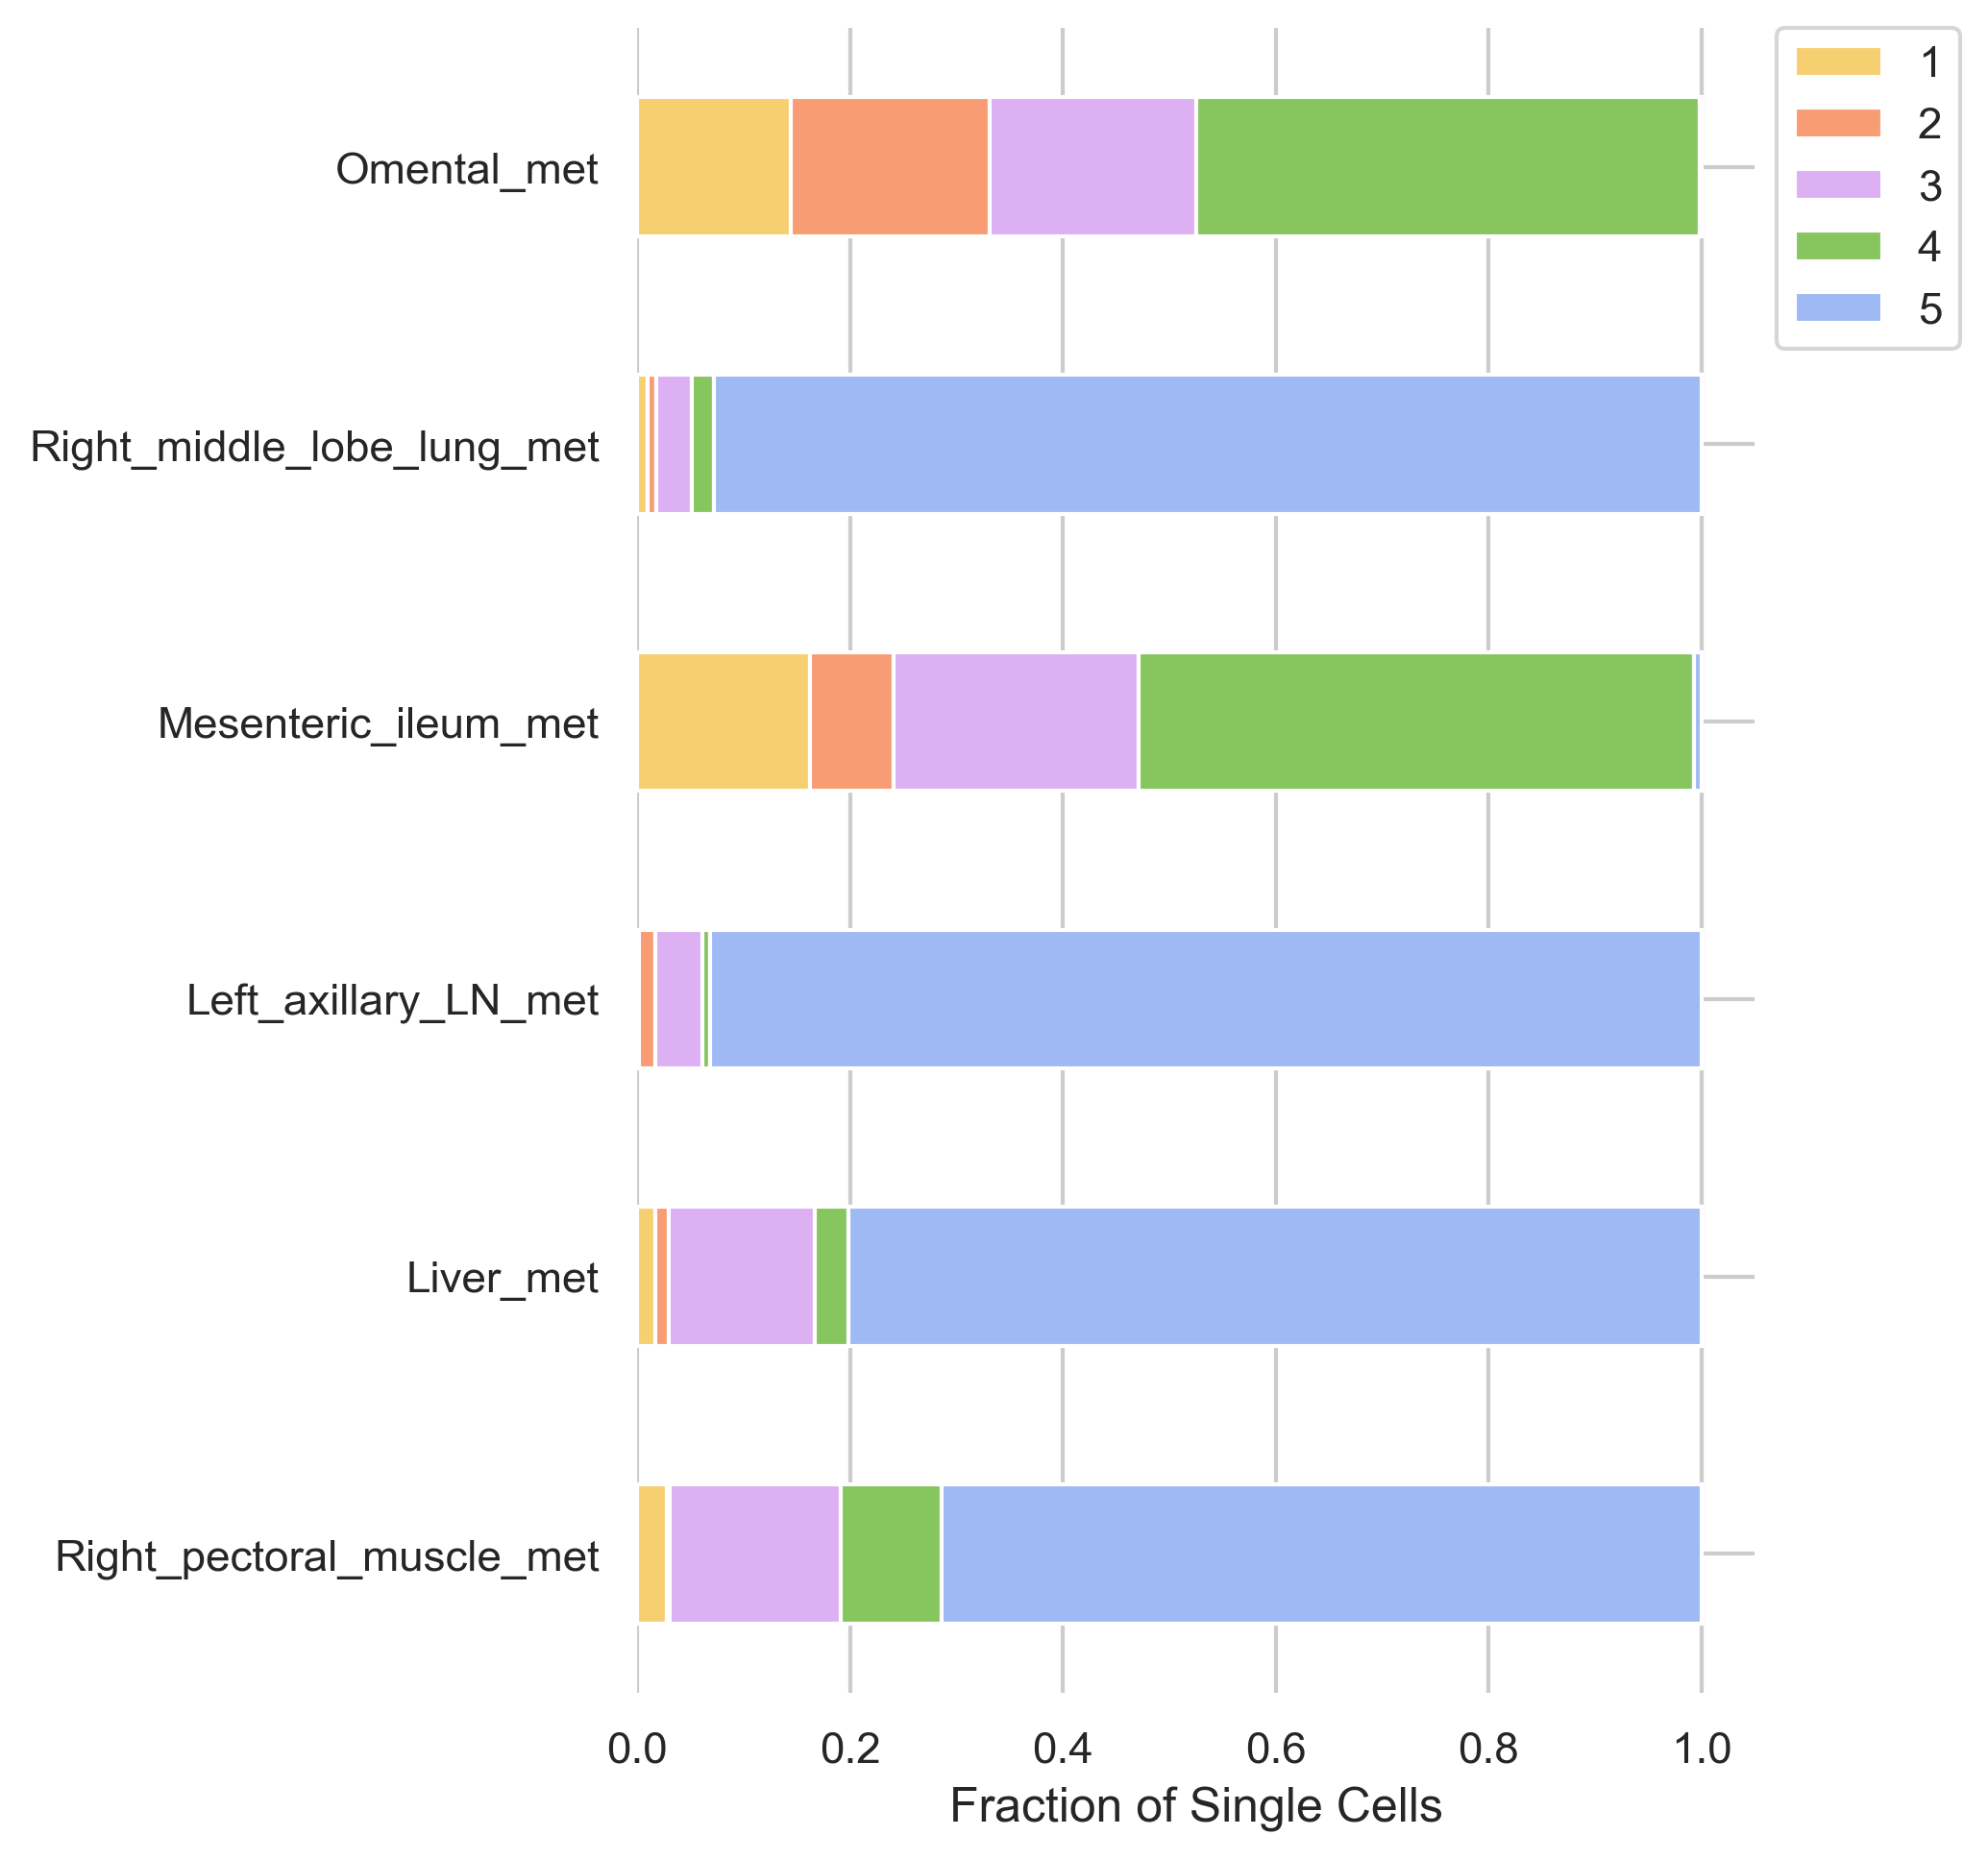 1
2
3
4
5
Omental_met
Right_middle_lobe_lung_met
Mesenteric_ileum_met
Left_axillary_LN_met
Liver_met
Right_pectoral_muscle_met
0.0 0.2 0.4 0.6 0.8 1.0
Fraction of Single Cells